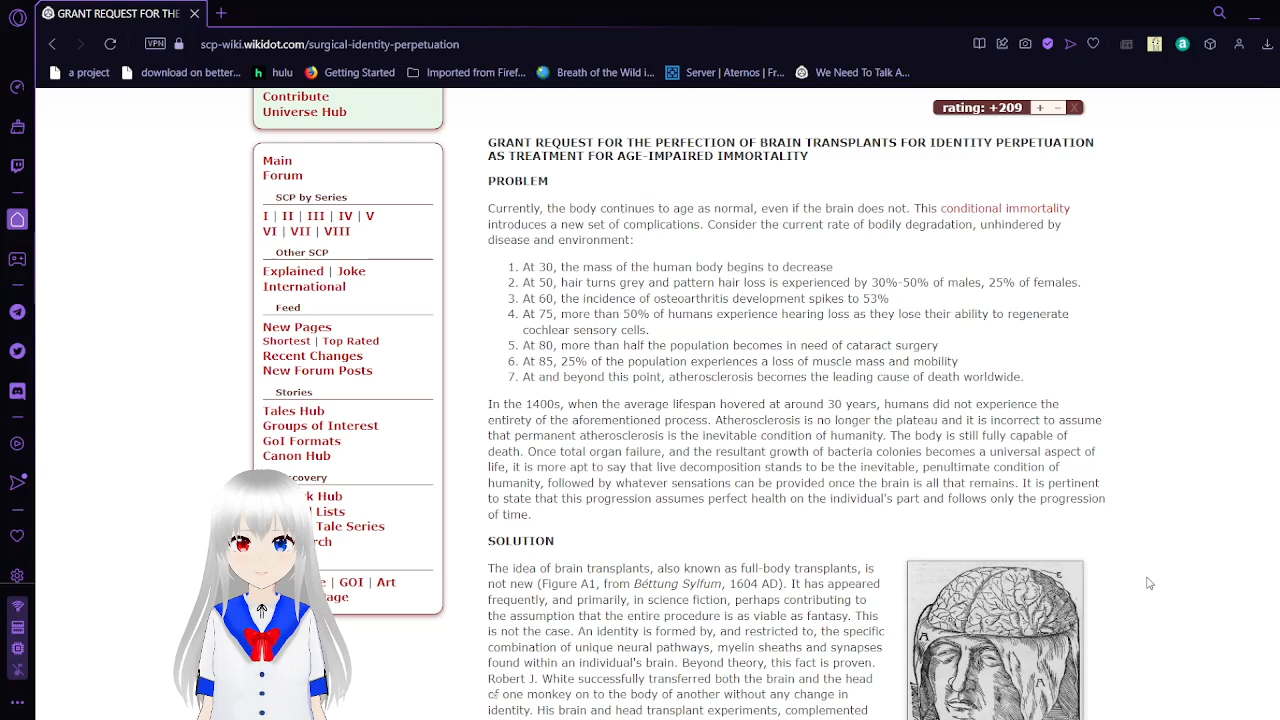 GRANT REQUEST FOR THE
VPN
scp-wiki.wikidot.com/surgical-identity-perpetuation
a project
download on better...
hulu
Getting Started
Imported from Firef...
Breath of the Wild i...
Server | Aternos | Fr...
We Need To Talk A...
Contribute
Universe Hub
Main
Forum
SCP by Series
I | II | III | IV | V
VI | VII | VIII
Other SCP
Explained | Joke
International
Feed
New Pages
Shortest | Top Rated
Recent Changes
New Forum Posts
Stories
Tales Hub
Groups of Interest
GoI Formats
Canon Hub
Hub
Lists
Tale Series
| GOI | Art
rating: +209 + – X
GRANT REQUEST FOR THE PERFECTION OF BRAIN TRANSPLANTS FOR IDENTITY PERPETUATION
AS TREATMENT FOR AGE-IMPAIRED IMMORTALITY
PROBLEM
Currently, the body continues to age as normal, even if the brain does not. This conditional immortality
introduces a new set of complications. Consider the current rate of bodily degradation, unhindered by
disease and environment:
1. At 30, the mass of the human body begins to decrease
2. At 50, hair turns grey and pattern hair loss is experienced by 30%-50% of males, 25% of females.
3. At 60, the incidence of osteoarthritis development spikes to 53%
4. At 75, more than 50% of humans experience hearing loss as they lose their ability to regenerate
cochlear sensory cells.
5. At 80, more than half the population becomes in need of cataract surgery
6. At 85, 25% of the population experiences a loss of muscle mass and mobility
7. At and beyond this point, atherosclerosis becomes the leading cause of death worldwide.
In the 1400s, when the average lifespan hovered at around 30 years, humans did not experience the
entirety of the aforementioned process. Atherosclerosis is no longer the plateau and it is incorrect to assume
that permanent atherosclerosis is the inevitable condition of humanity. The body is still fully capable of
death. Once total organ failure, and the resultant growth of bacteria colonies becomes a universal aspect of
life, it is more apt to say that live decomposition stands to be the inevitable, penultimate condition of
humanity, followed by whatever sensations can be provided once the brain is all that remains. It is pertinent
to state that this progression assumes perfect health on the individual's part and follows only the progression
of time.
SOLUTION
The idea of brain transplants, also known as full-body transplants, is
not new (Figure A1, from Béttung Sylfum, 1604 AD). It has appeared
frequently, and primarily, in science fiction, perhaps contributing to
the assumption that the entire procedure is as viable as fantasy. This
is not the case. An identity is formed by, and restricted to, the specific
combination of unique neural pathways, myelin sheaths and synapses
found within an individual's brain. Beyond theory, this fact is proven.
Robert J. White successfully transferred both the brain and the head
of one monkey on to the body of another without any change in
identity. His brain and head transplant experiments, complemented
A
A
E